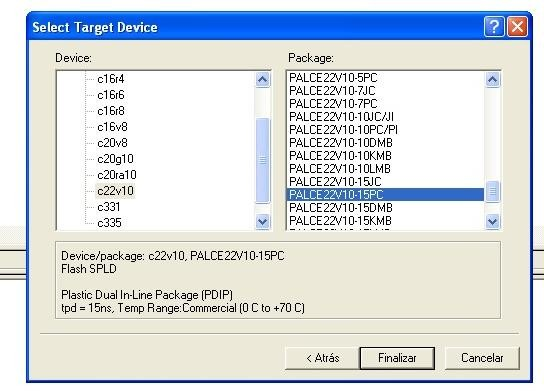 Select Target Device
Device:
Package:
c16r4
c16r6
c16r8
c16v8
c20v8
c20g10
c20ra10
c22v10
c331
c335
PALCE22V10-5PC
PALCE22V10-7JC
PALCE22V10-7PC
PALCE22V10-10JC/JI
PALCE22V10-10PC/PI
PALCE22V10-10DMB
PALCE22V10-10KMB
PALCE22V10-10LMB
PALCE22V10-15JC
PALCE22V10-15PC
PALCE22V10-15DMB
PALCE22V10-15KMB
Device/package: c22v10, PALCE22V10-15PC
Flash SPLD
Plastic Dual In-Line Package (PDIP)
tpd = 15ns, Temp Range:Commercial (0 C to +70 C)
< Atrás
Finalizar
Cancelar